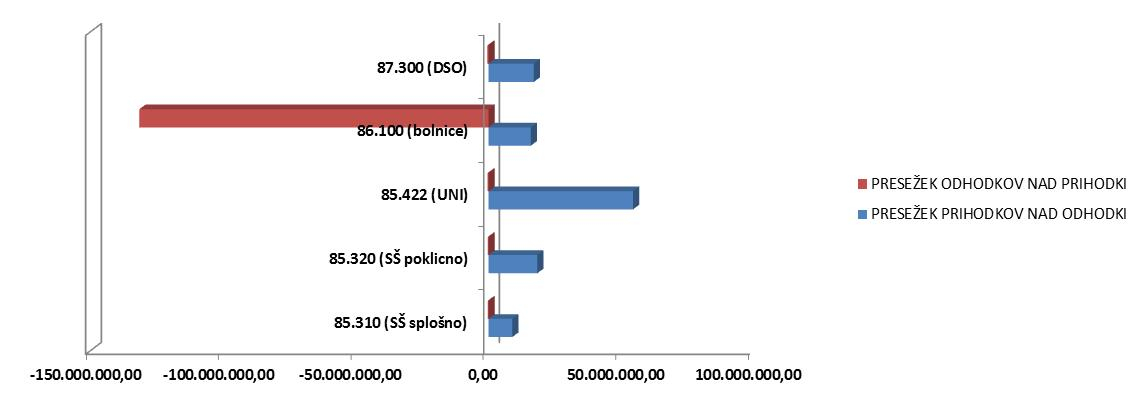 87.300 (DSO)
86.100 (bolnice)
85.422 (UNI)
85.320 (SŠ poklicno)
85.310 (SŠ splošno)
-150.000.000,00 -100.000.000,00 -50.000.000,00 0,00 50.000.000,00 100.000.000,00
PRESEŽEK ODHODKOV NAD PRIHODKI
PRESEŽEK PRIHODKOV NAD ODHODKI